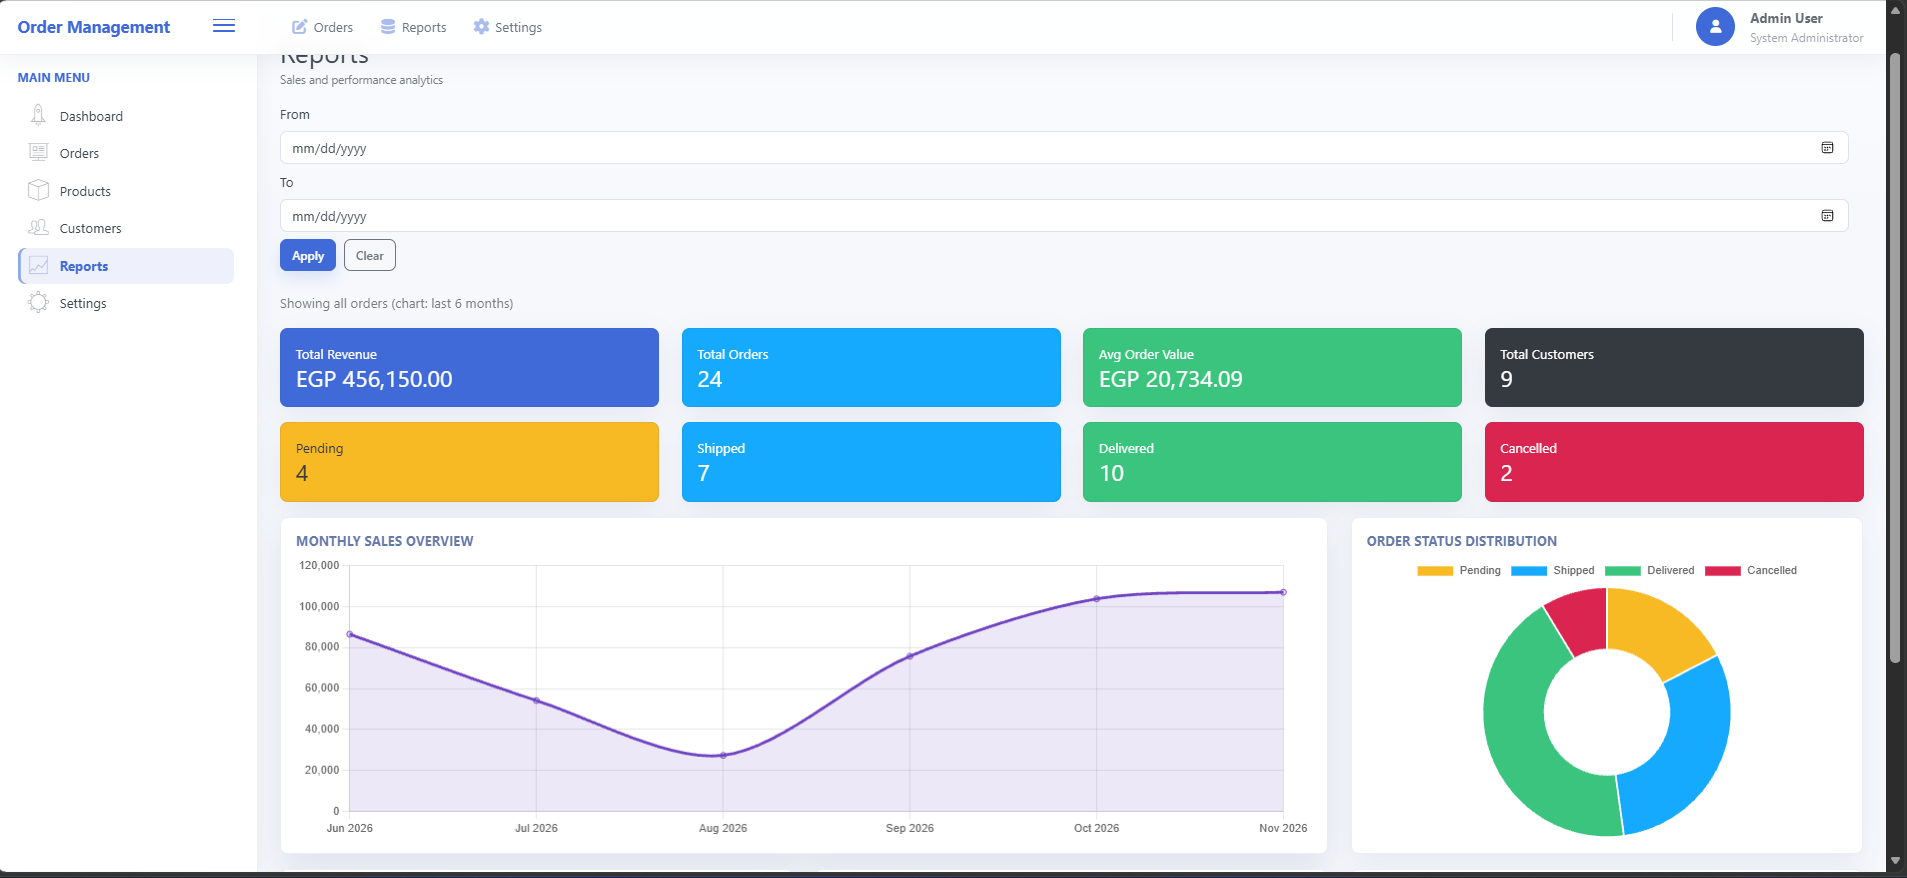 Order Management
Orders
Reports
Settings
Admin User
System Administrator
MAIN MENU
Dashboard
Orders
Products
Customers
Reports
Settings
Reports
Sales and performance analytics
From
mm/dd/yyyy
To
mm/dd/yyyy
Apply
Clear
Showing all orders (chart: last 6 months)
Total Revenue
EGP 456,150.00
Total Orders
24
Avg Order Value
EGP 20,734.09
Total Customers
9
Pending
4
Shipped
7
Delivered
10
Cancelled
2
MONTHLY SALES OVERVIEW
120,000
100,000
80,000
60,000
40,000
20,000
0
Jun 2026
Jul 2026
Aug 2026
Sep 2026
Oct 2026
Nov 2026
ORDER STATUS DISTRIBUTION
Pending
Shipped
Delivered
Cancelled